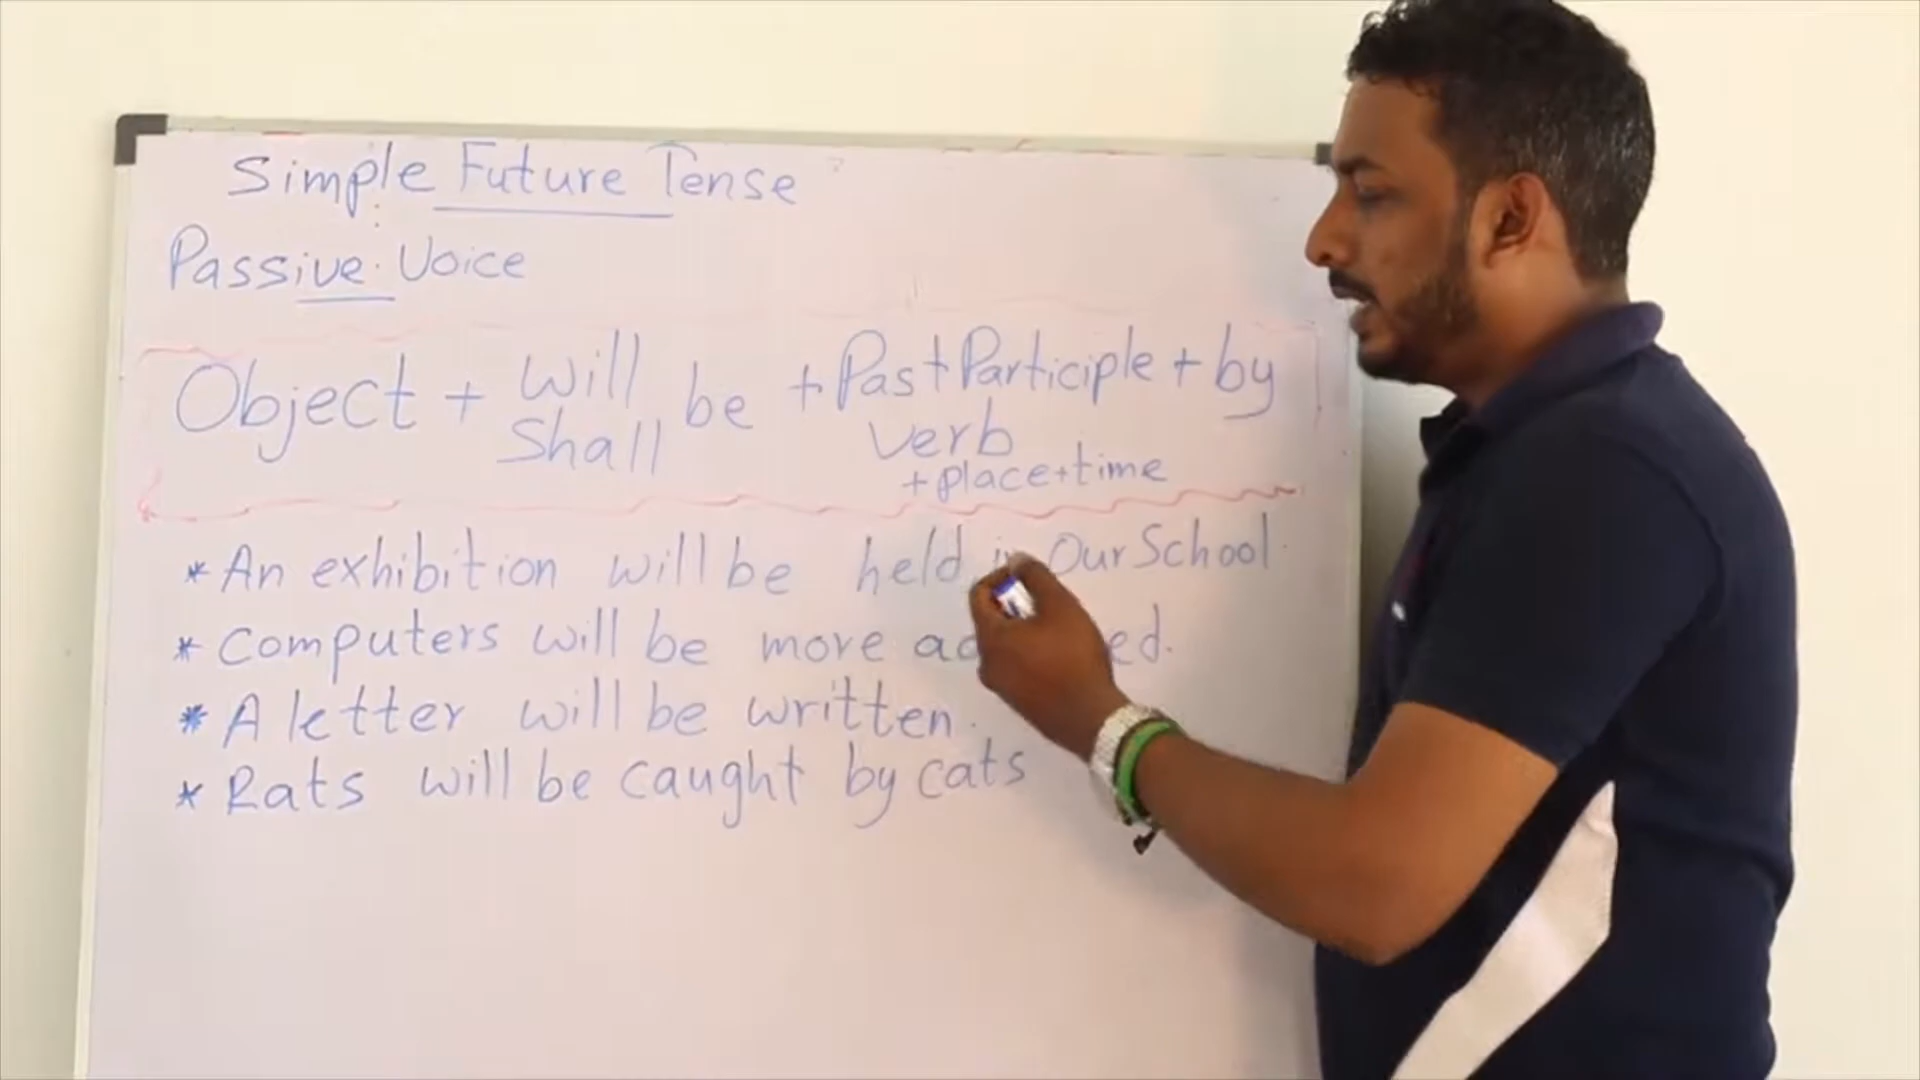 Simple Future Tense
Passive Voice
Object + will be + Past Participle + by
Shall verb
+ place + time
* An exhibition will be held in Our School.
* Computers will be more
* A letter will be written.
* Rats will be caught by cats